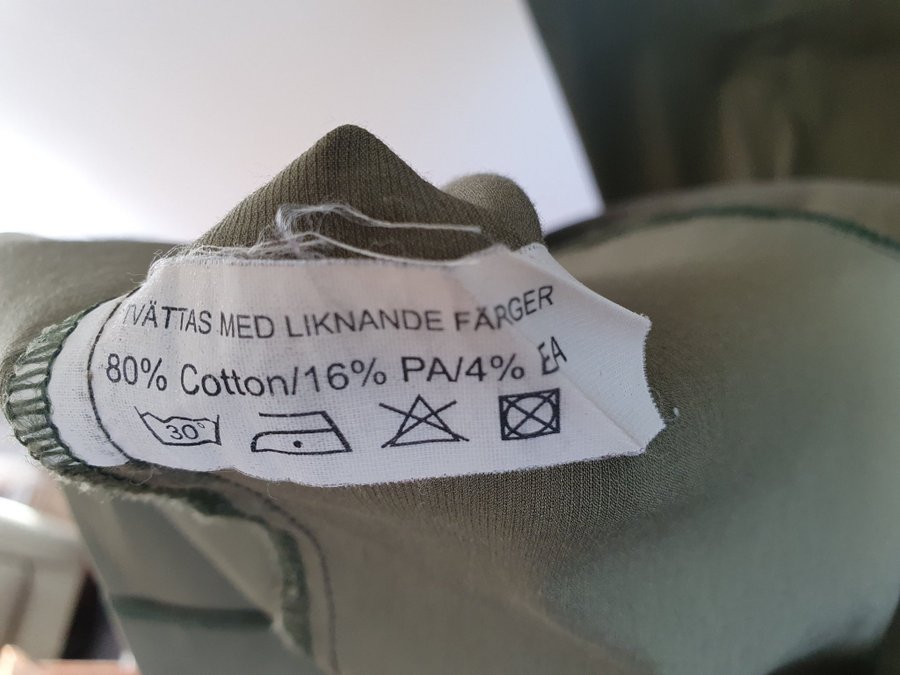 TVÄTTAS MED LIKNANDE FÄRGER
80% Cotton/16% PA/4% EA
30°